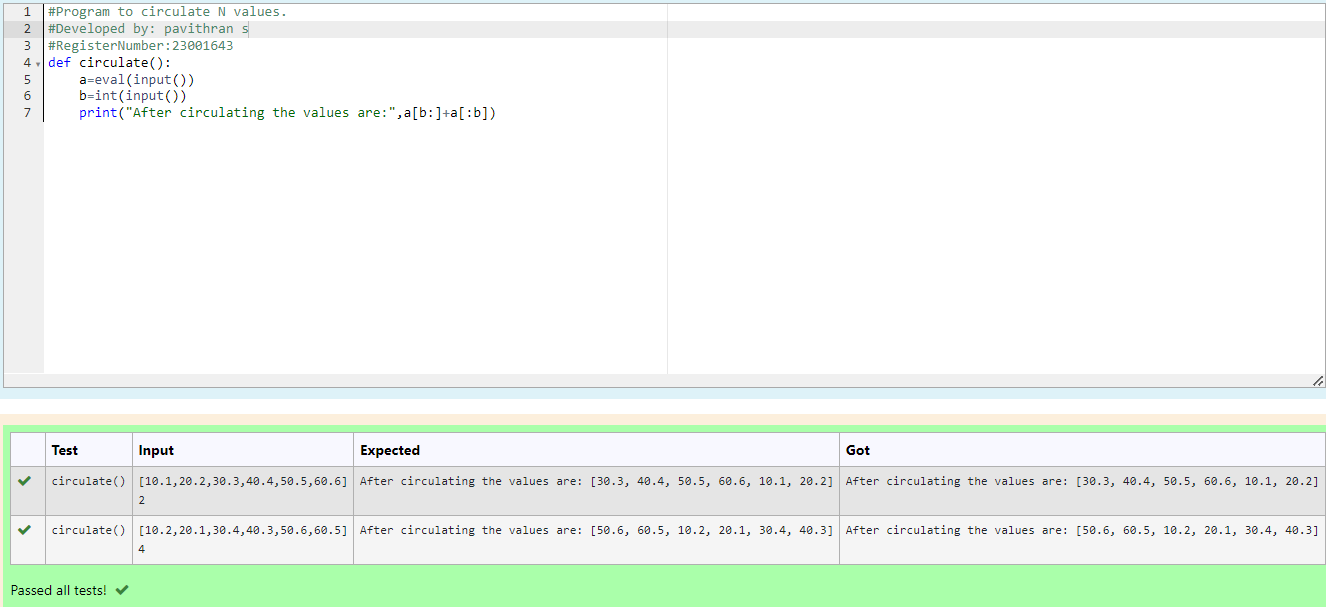 1 #Program to circulate N values.
2 #Developed by: pavithran s
3 #RegisterNumber:23001643
4 def circulate():
5     a=eval(input())
6     b=int(input())
7     print("After circulating the values are:",a[b:]+a[:b])
Test Input Expected Got
circulate() [10.1,20.2,30.3,40.4,50.5,60.6] After circulating the values are: [30.3, 40.4, 50.5, 60.6, 10.1, 20.2] After circulating the values are: [30.3, 40.4, 50.5, 60.6, 10.1, 20.2]
2
circulate() [10.2,20.1,30.4,40.3,50.6,60.5] After circulating the values are: [50.6, 60.5, 10.2, 20.1, 30.4, 40.3] After circulating the values are: [50.6, 60.5, 10.2, 20.1, 30.4, 40.3]
4
Passed all tests!